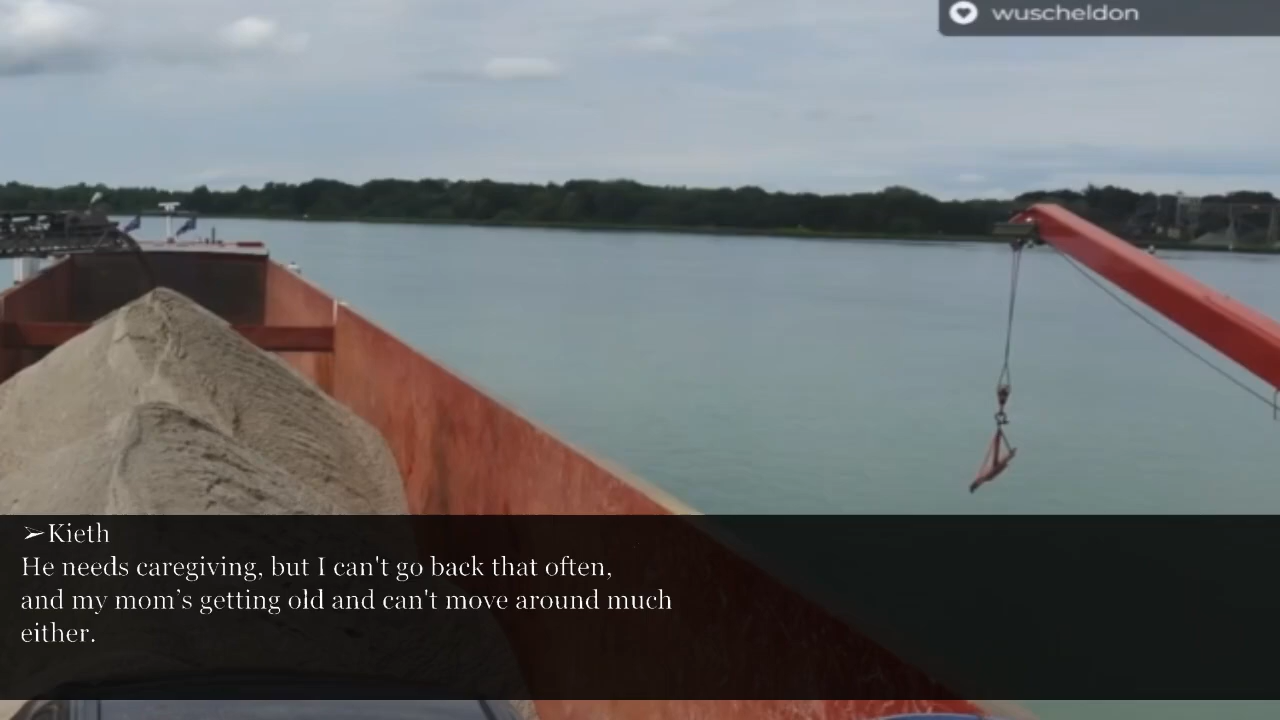 wuscheldon
➢Kieth
He needs caregiving, but I can't go back that often,
and my mom's getting old and can't move around much
either.